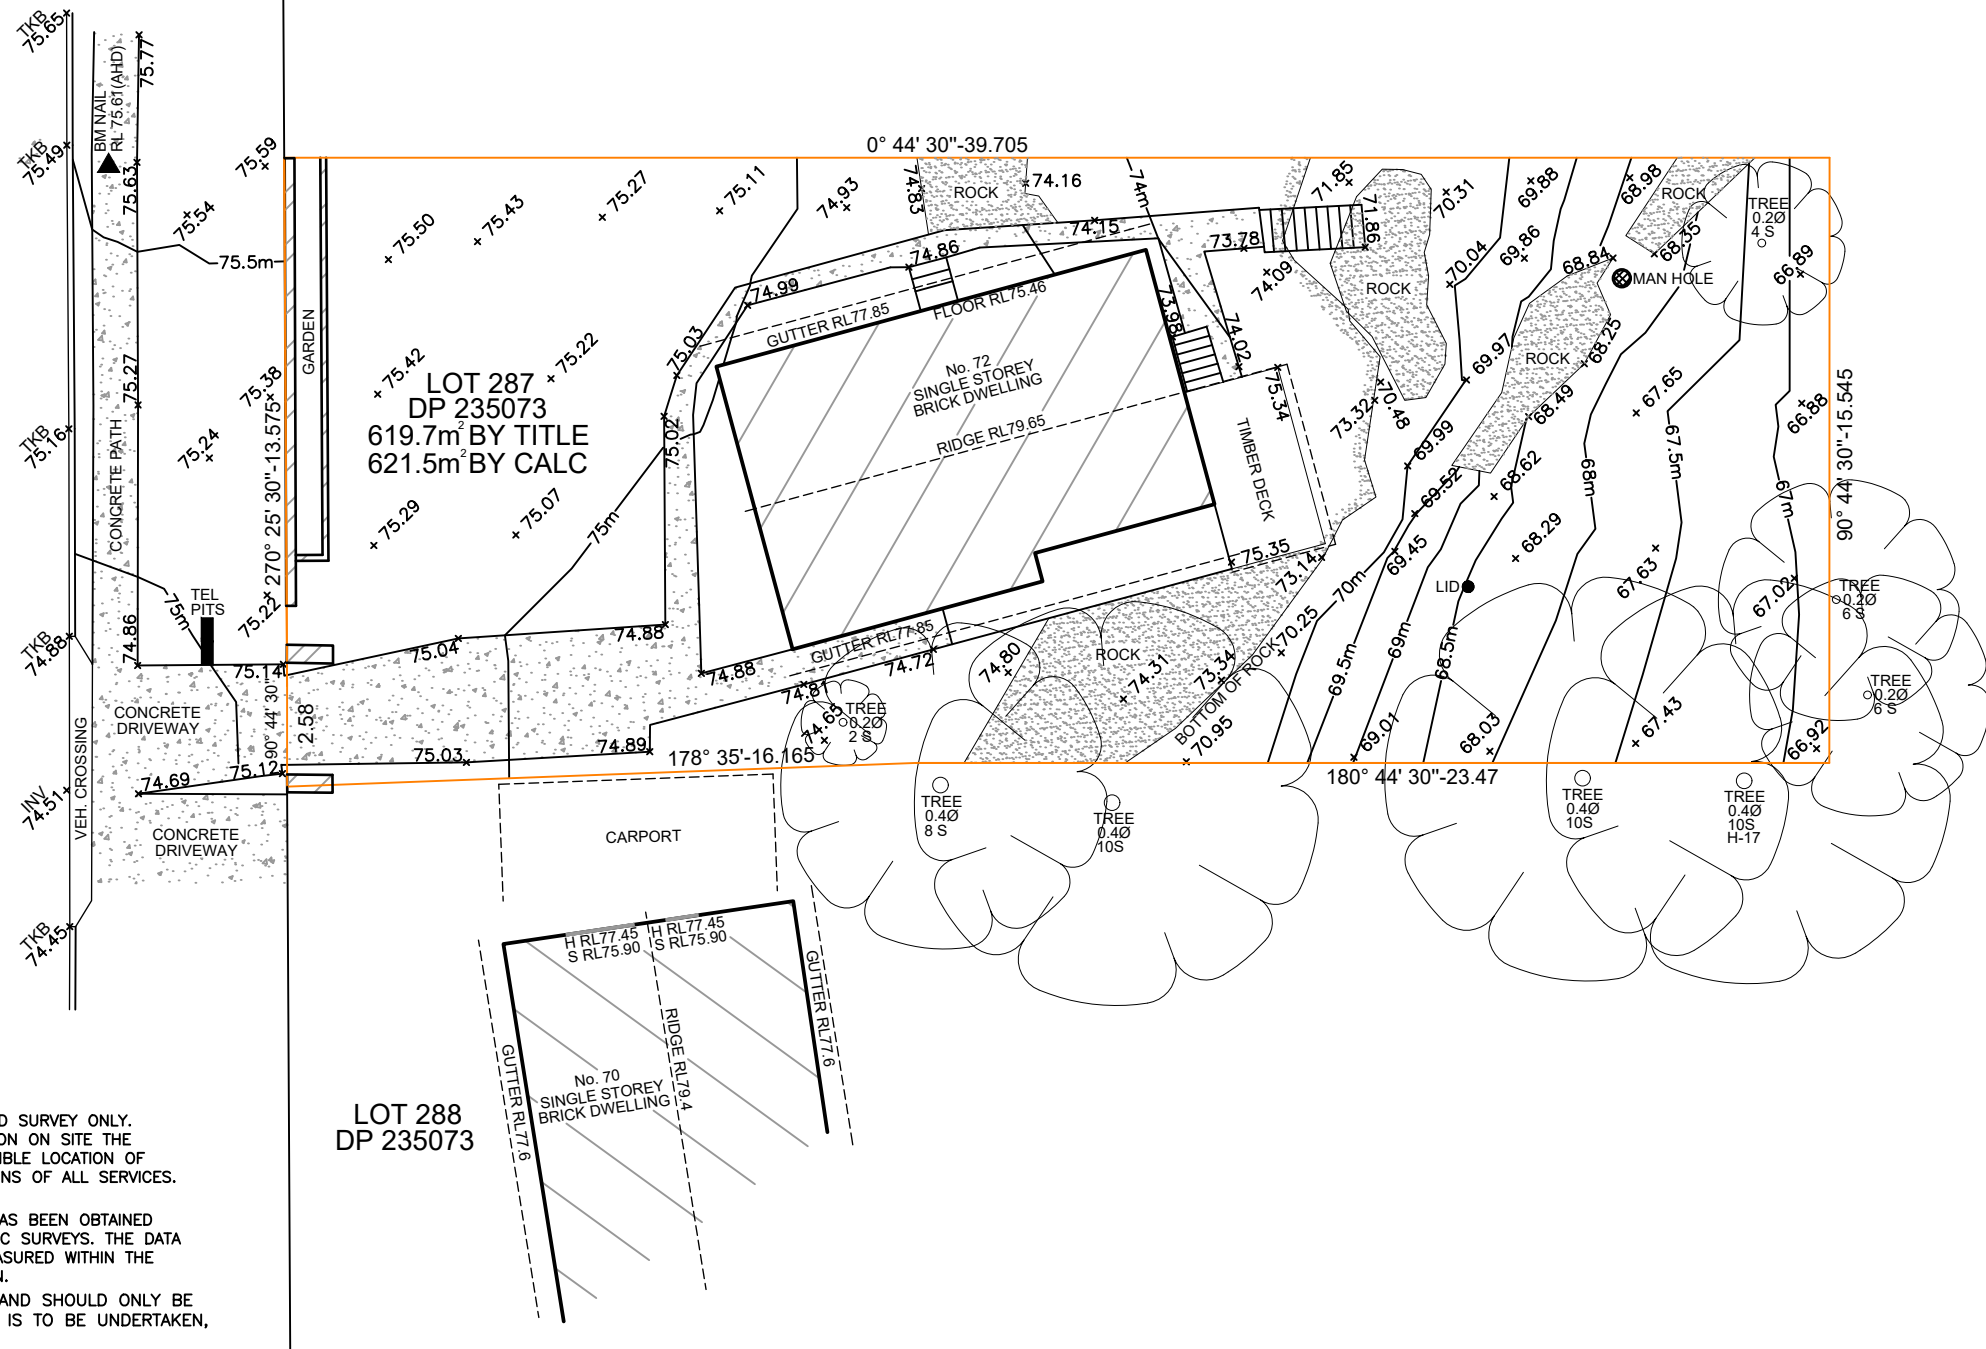 TKB
75.65
75.77
BM NAIL
RL 75.61(AHD)
TKB
75.49
75.63
75.59
75.54
75.5m
CONCRETE PATH
75.27
TKB
75.16
75.24
75.38
270° 25' 30"-13.575
GARDEN
75.50
75.43
75.27
75.11
74.93
75.42
75.22
LOT 287
DP 235073
619.7m² BY TITLE
621.5m² BY CALC
75.29
75.07
75m
0° 44' 30"-39.705
74.83
ROCK
74.16
74m
74.15
74.86
74.99
75.03
75.02
GUTTER RL77.85
FLOOR RL75.46
No. 72
SINGLE STOREY
BRICK DWELLING
RIDGE RL79.65
73.98
73.78
74.02
74.09
75.34
TIMBER DECK
75.35
71.85
71.86
ROCK
70.31
70.04
69.88
69.86
68.98
ROCK
68.35
68.84
MAN HOLE
TREE
0.2Ø
4 S
66.89
69.97
ROCK
68.25
73.32
70.48
69.99
68.49
67.65
66.88
90° 44' 30"-15.545
69.52
68.62
68m
67.5m
67m
69.45
68.29
67.63
67.02
TREE
0.2Ø
6 S
LID
73.14
70m
70.25
69.5m
69m
68.5m
TREE
0.2Ø
6 S
66.92
67.43
68.03
69.01
70.95
BOTTOM OF ROCK
73.34
74.31
ROCK
74.80
GUTTER RL77.85
74.72
74.81
74.65
TREE
0.2Ø
2 S
74.88
74.88
74.89
75.04
75.03
178° 35'-16.165
180° 44' 30"-23.47
TEL
PITS
75m
75.22
75.14
90° 44' 30"
2.58
75.12
74.86
TKB
74.88
CONCRETE
DRIVEWAY
74.69
INV
74.51
VEH. CROSSING
CONCRETE
DRIVEWAY
TKB
74.45
CARPORT
TREE
0.4Ø
8 S
TREE
0.4Ø
10S
TREE
0.4Ø
10S
TREE
0.4Ø
10S
H-17
H RL77.45
S RL75.90
H RL77.45
S RL75.90
GUTTER RL77.6
GUTTER RL77.6
RIDGE RL79.4
No. 70
SINGLE STOREY
BRICK DWELLING
LOT 288
DP 235073
D SURVEY ONLY.
ON ON SITE THE
IBLE LOCATION OF
NS OF ALL SERVICES.
AS BEEN OBTAINED
C SURVEYS. THE DATA
ASURED WITHIN THE
N.
AND SHOULD ONLY BE
IS TO BE UNDERTAKEN,